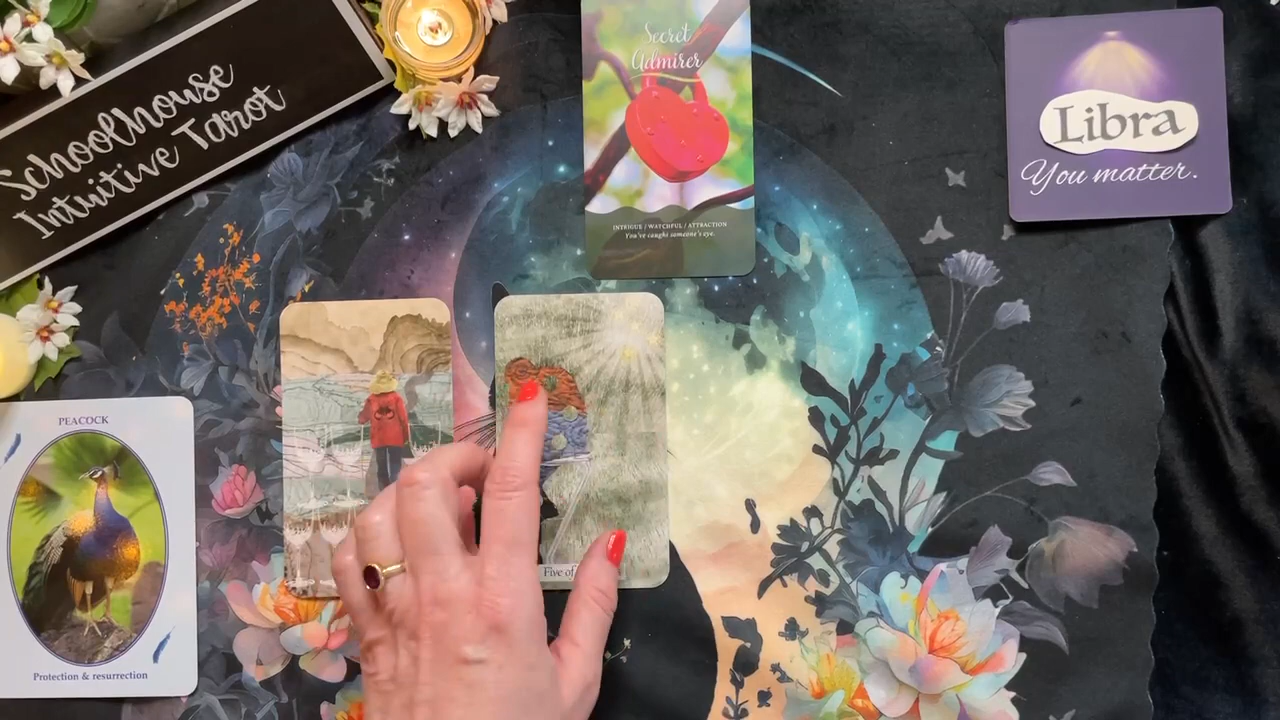 Schoolhouse
Intuitive Tarot
Secret
Admirer
INTRIGUE / WATCHFUL / ATTRACTION
You've caught someone's eye.
Libra
You matter.
PEACOCK
Protection & resurrection
Five of